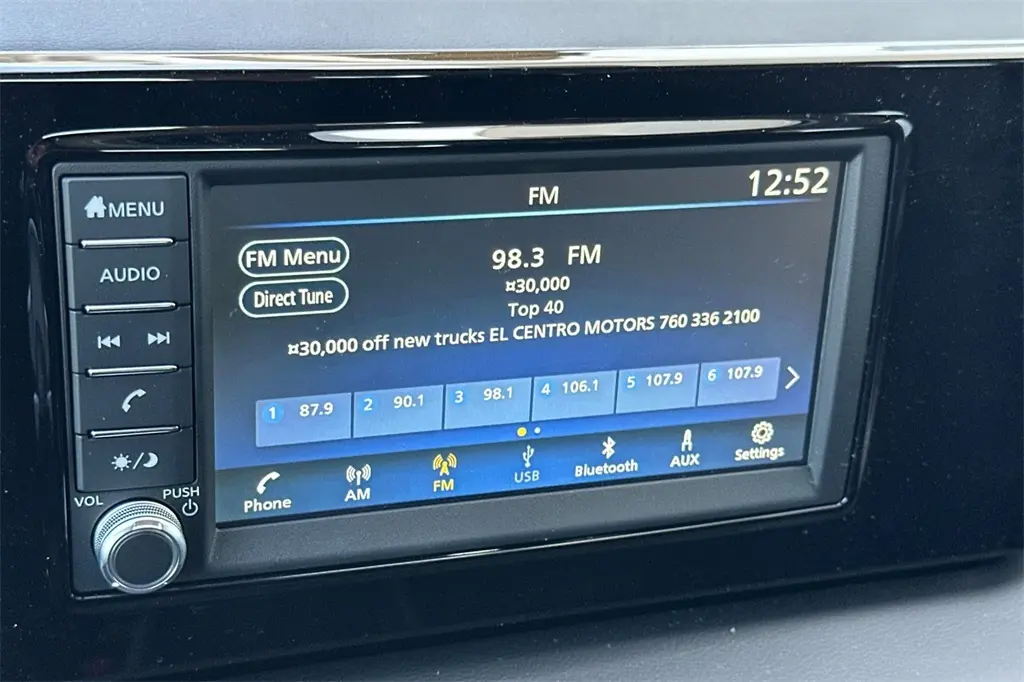 MENU
AUDIO
VOL
PUSH
FM
12:52
FM Menu
98.3 FM
¤30,000
Direct Tune
Top 40
¤30,000 off new trucks EL CENTRO MOTORS 760 336 2100
1 87.9
2 90.1
3 98.1
4 106.1
5 107.9
6 107.9
Phone
AM
FM
USB
Bluetooth
AUX
Settings